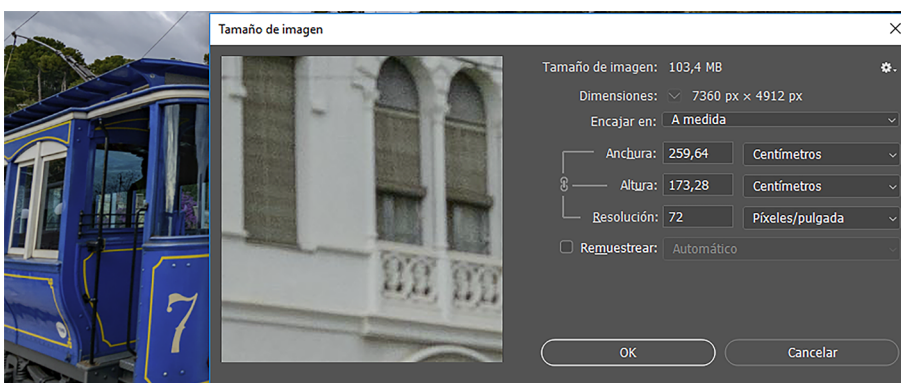 Tamaño de imagen
Tamaño de imagen: 103,4 MB
Dimensiones: 7360 px × 4912 px
Encajar en: A medida
Anchura: 259,64 Centímetros
Altura: 173,28 Centímetros
Resolución: 72 Píxeles/pulgada
Remuestrear: Automático
OK Cancelar
7